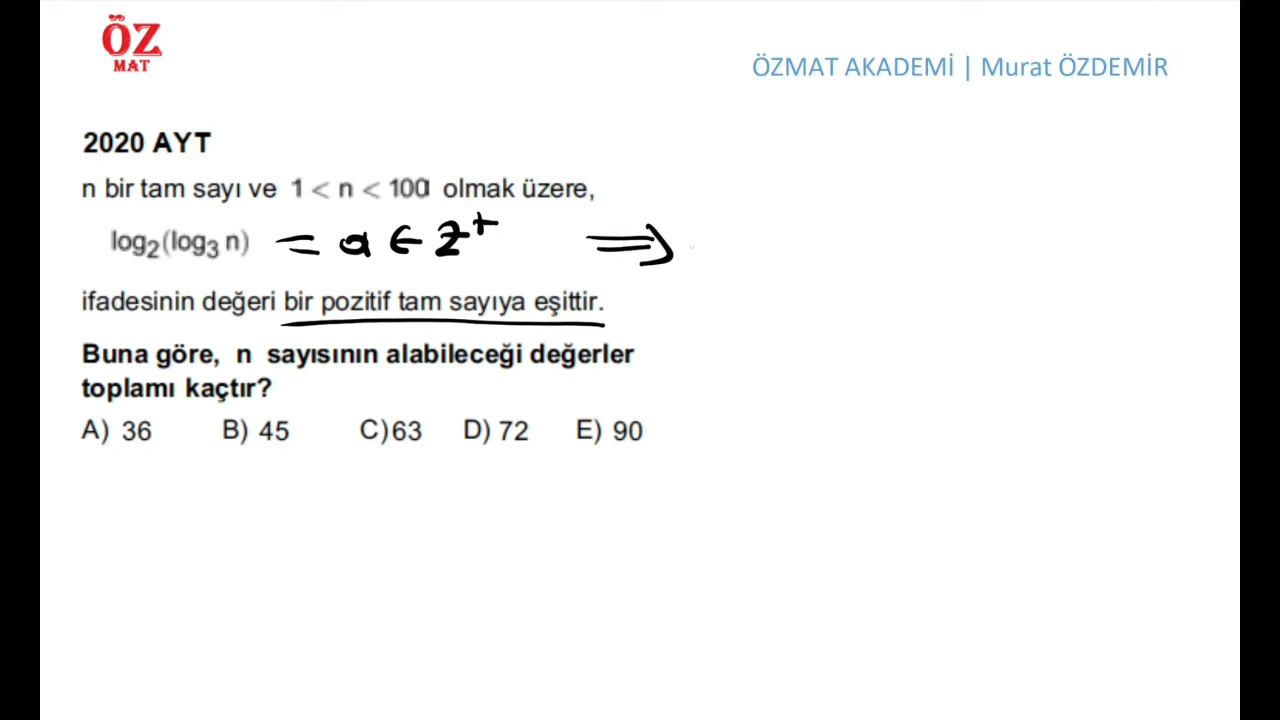 ÖZ
MAT
ÖZMAT AKADEMİ | Murat ÖZDEMİR
2020 AYT
n bir tam sayı ve 1 < n < 100 olmak üzere,
log₂(log₃ n) = a ∈ Z⁺ ⇒
ifadesinin değeri bir pozitif tam sayıya eşittir.
Buna göre, n sayısının alabileceği değerler
toplamı kaçtır?
A) 36 B) 45 C)63 D) 72 E) 90